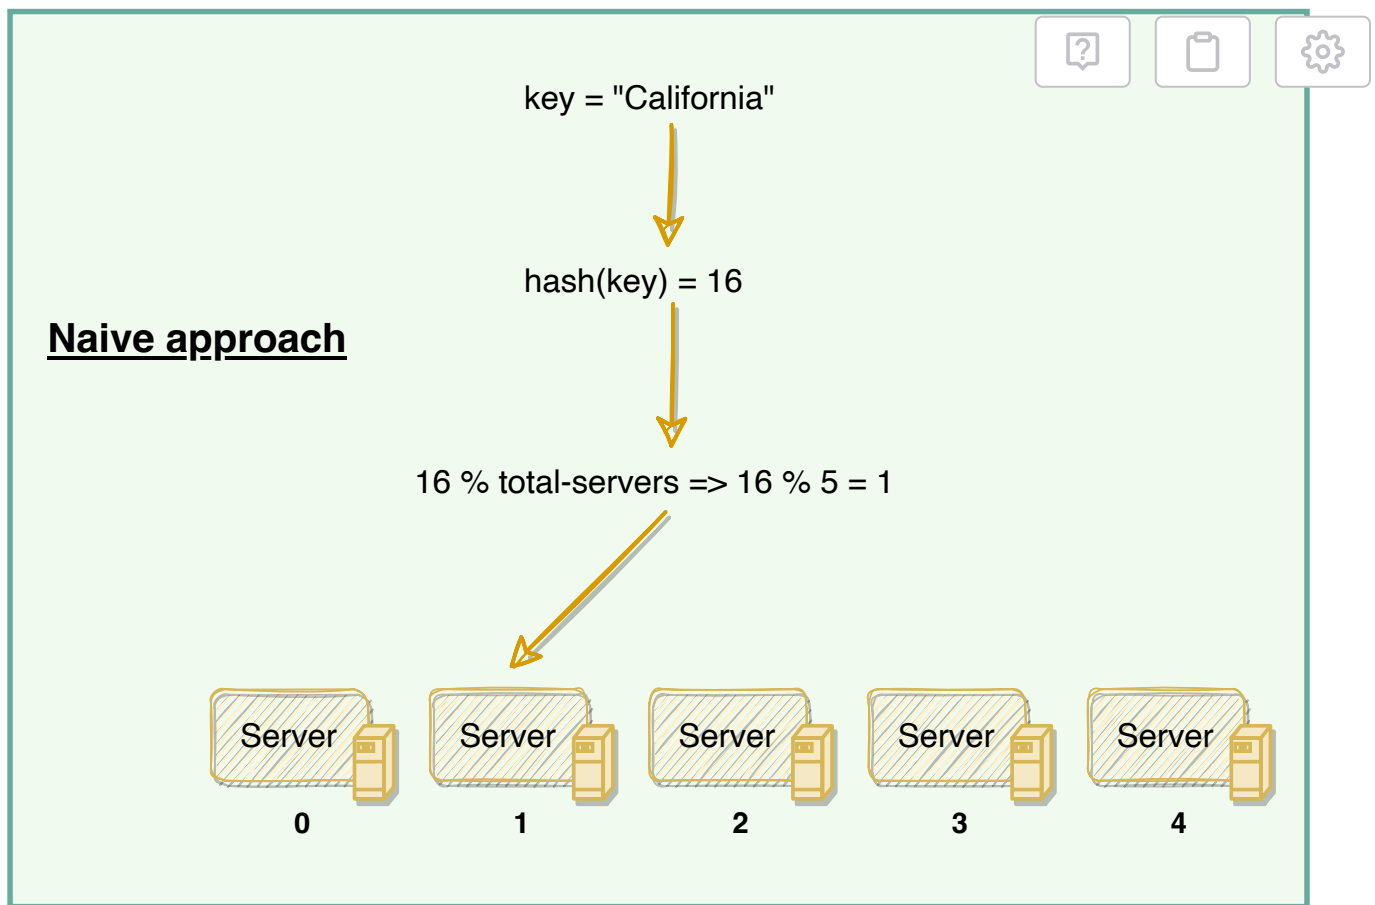 key = "California"
hash(key) = 16
Naive approach
16 % total-servers => 16 % 5 = 1
Server
Server
Server
Server
Server
0
1
2
3
4